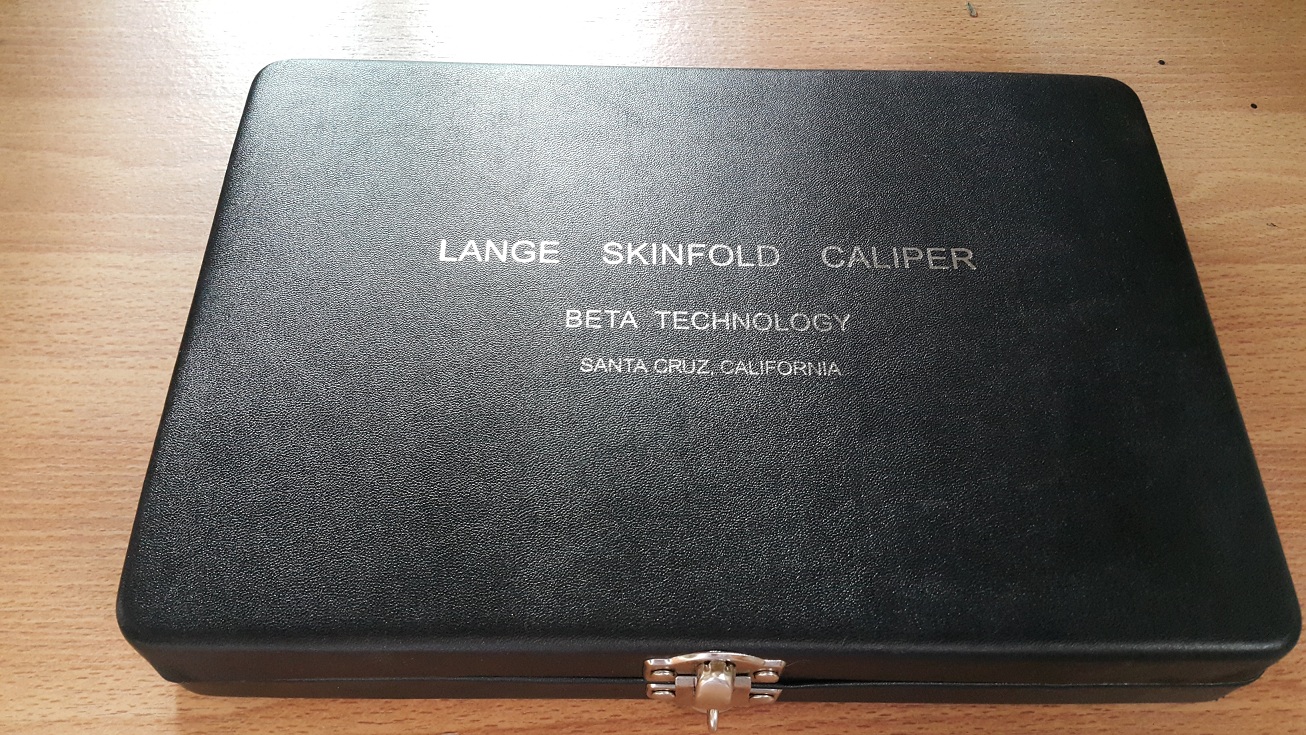 LANGE SKINFOLD CALIPER
BETA TECHNOLOGY
SANTA CRUZ, CALIFORNIA